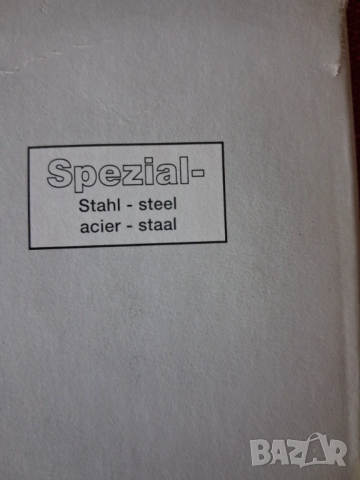 Spezial-
Stahl - steel
acier - staal
BAZAR